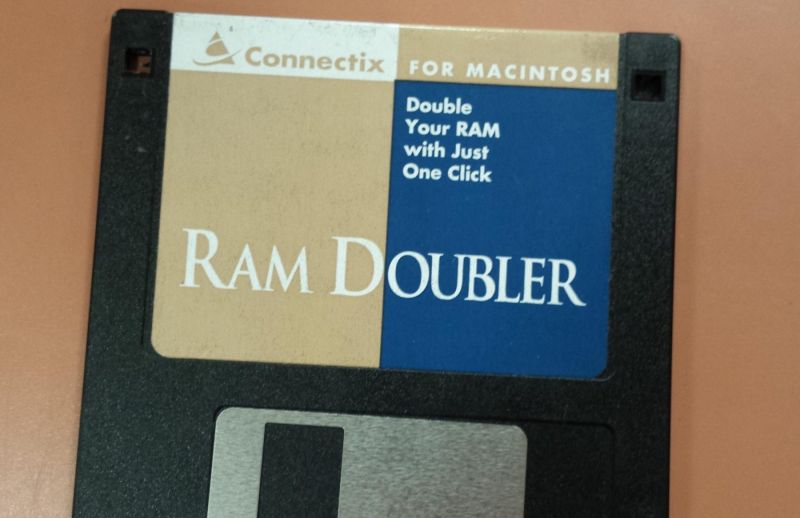 Connectix
FOR MACINTOSH
Double
Your RAM
with Just
One Click
RAM DOUBLER